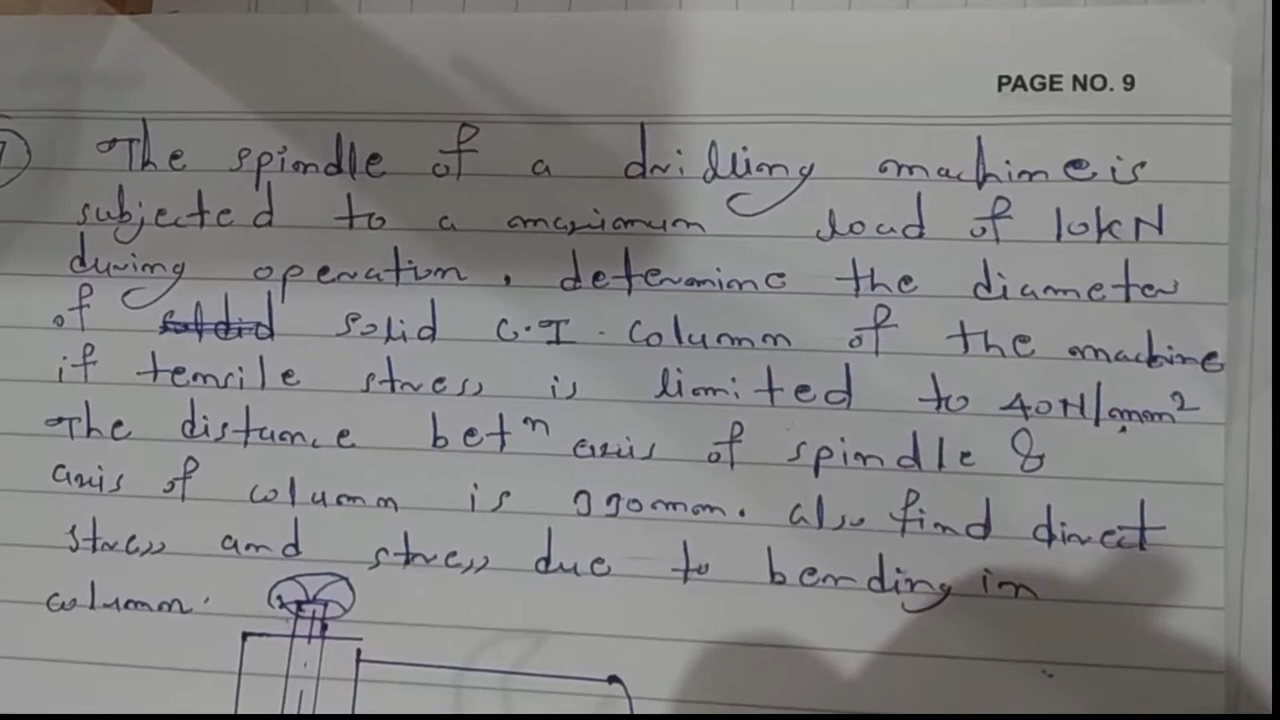 PAGE NO. 9
The spindle of a drilling machine is
subjected to a maximum load of 10kN
during operation. determine the diameter
of solid C.I. column of the machine
if tensile stress is limited to 40N/mm²
The distance betⁿ axis of spindle &
axis of column is mm. also find direct
stress and stress due to bending in
column.